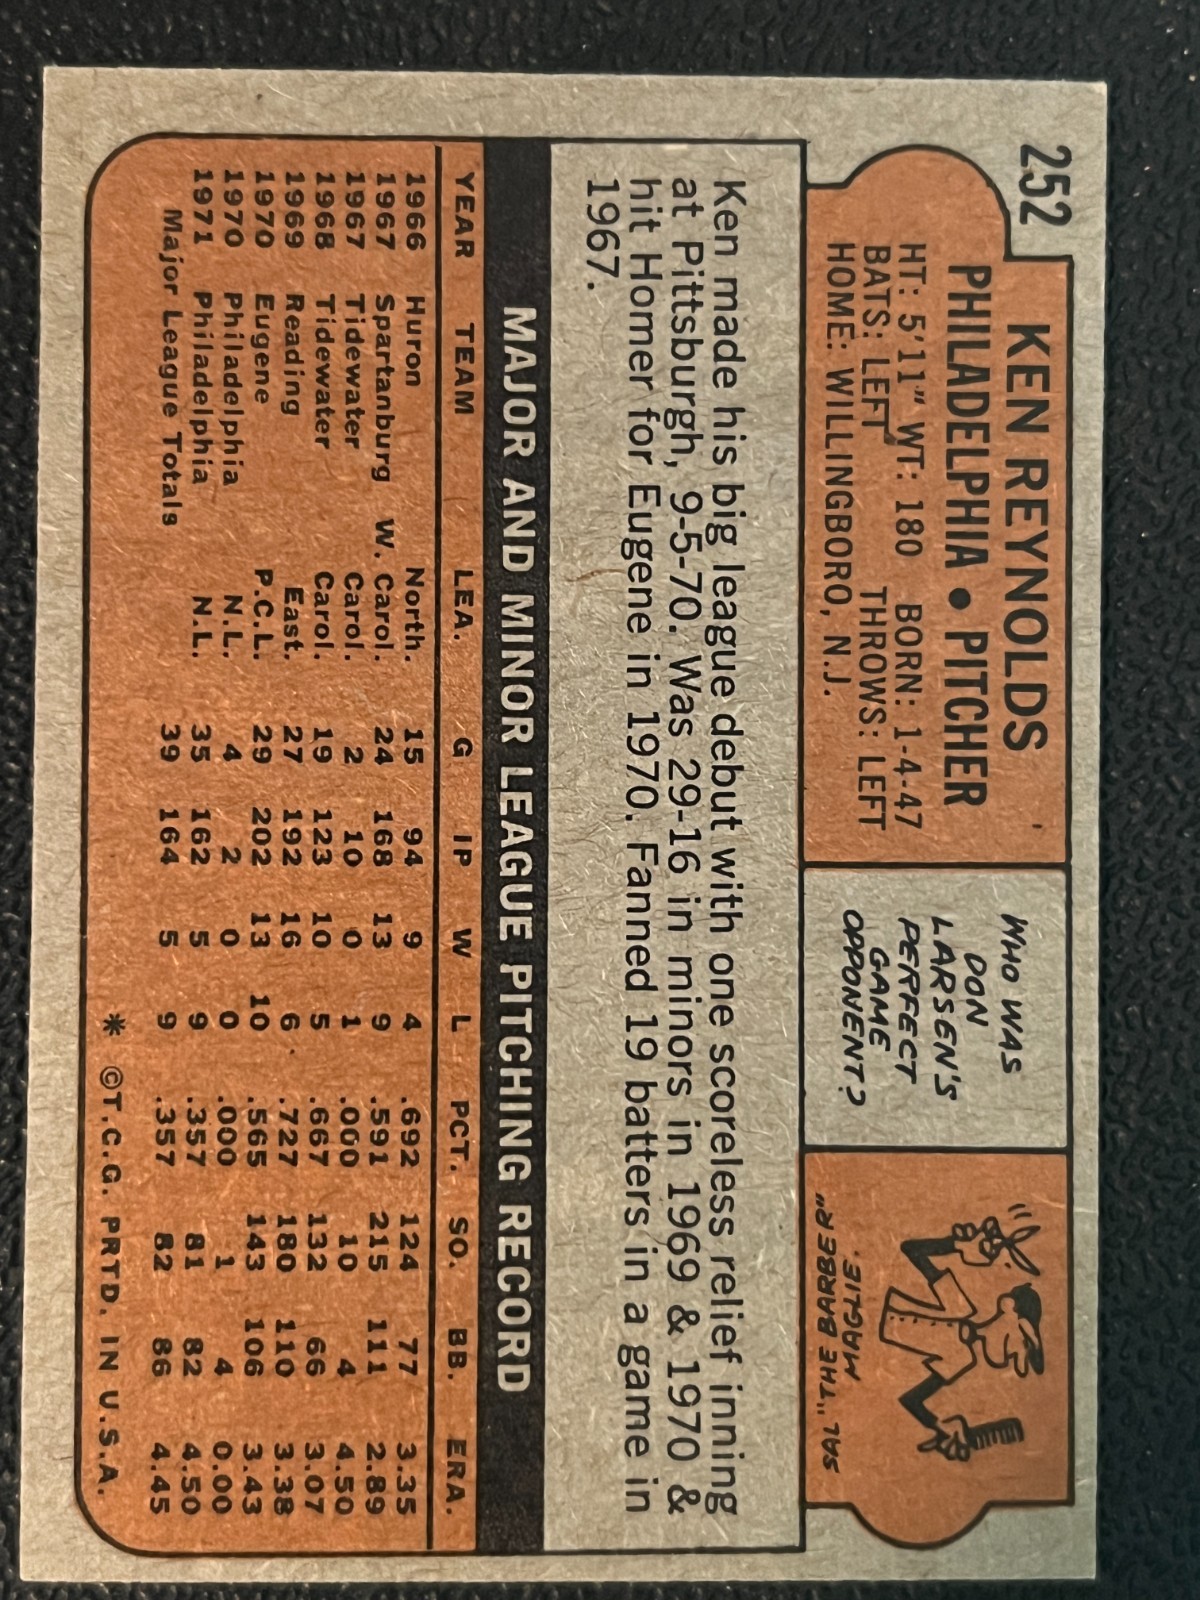 252
KEN REYNOLDS
PHILADELPHIA • PITCHER
HT: 5'11" WT: 180 BORN: 1-4-47
BATS: LEFT THROWS: LEFT
HOME: WILLINGBORO, N.J.
WHO WAS
DON
LARSEN'S
PERFECT
GAME
OPPONENT?
SAL "THE BARBER"
MAGLIE.
Ken made his big league debut with one scoreless relief inning
at Pittsburgh, 9-5-70. Was 29-16 in minors in 1969 & 1970 &
hit Homer for Eugene in 1970. Fanned 19 batters in a game in
1967.
MAJOR AND MINOR LEAGUE PITCHING RECORD
YEAR TEAM LEA. G IP W L PCT. SO. BB. ERA.
1966 Huron North. 15 94 9 4 .692 124 77 3.35
1967 Spartanburg W. Carol. 24 168 13 9 .591 215 111 2.89
1967 Tidewater Carol. 2 10 0 1 .000 10 4 4.50
1968 Tidewater Carol. 19 123 10 5 .667 132 66 3.07
1969 Reading East. 27 192 16 6 .727 180 110 3.38
1970 Eugene P.C.L. 29 202 13 10 .565 143 106 3.43
1970 Philadelphia N.L. 4 2 0 0 .000 1 4 0.00
1971 Philadelphia N.L. 35 162 5 9 .357 81 82 4.50
Major League Totals 39 164 5 9 .357 82 86 4.45
* ©T.C.G. PRTD. IN U.S.A.